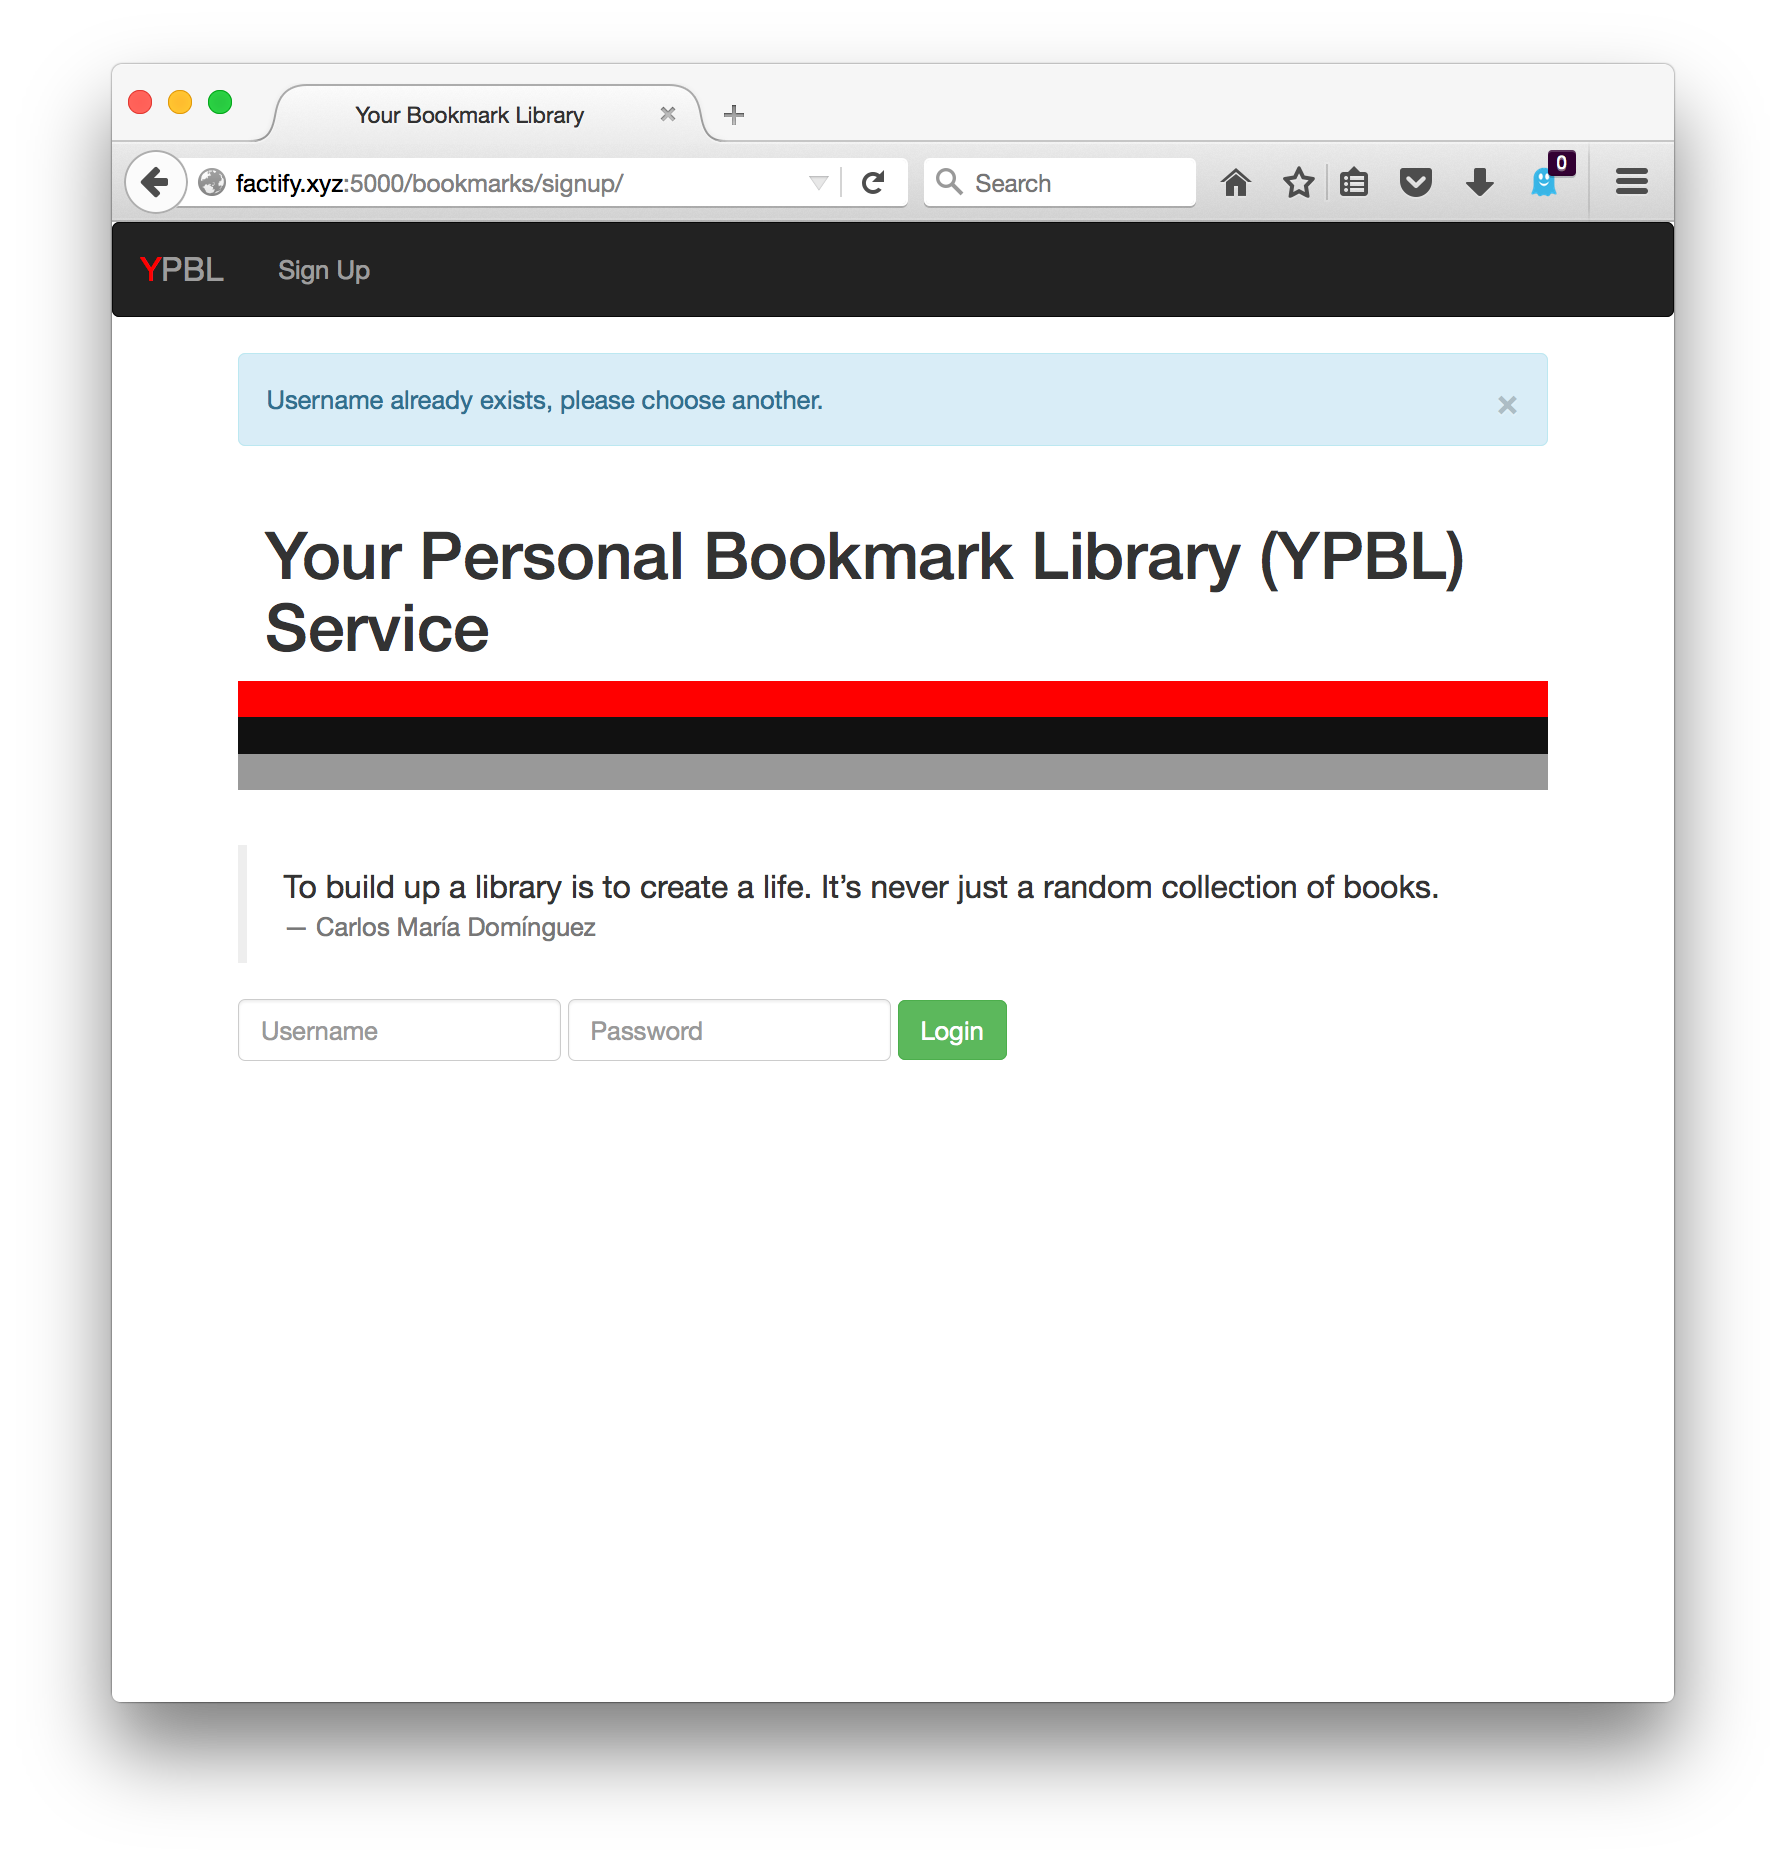 Your Bookmark Library
factify.xyz:5000/bookmarks/signup/
Search
0
YPBL
Sign Up
Username already exists, please choose another.
Your Personal Bookmark Library (YPBL)
Service
To build up a library is to create a life. It’s never just a random collection of books.
— Carlos María Domínguez
Username
Password
Login